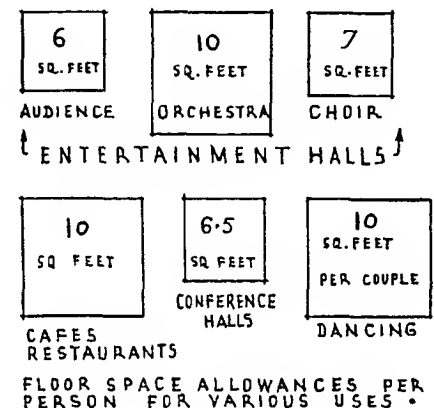 6
SQ. FEET
AUDIENCE
10
SQ. FEET
ORCHESTRA
7
SQ. FEET
CHOIR
ENTERTAINMENT HALLS
10
SQ FEET
CAFES
RESTAURANTS
6.5
SQ FEET
CONFERENCE
HALLS
10
SQ. FEET
PER COUPLE
DANCING
FLOOR SPACE ALLOWANCES PER
PERSON FOR VARIOUS USES •